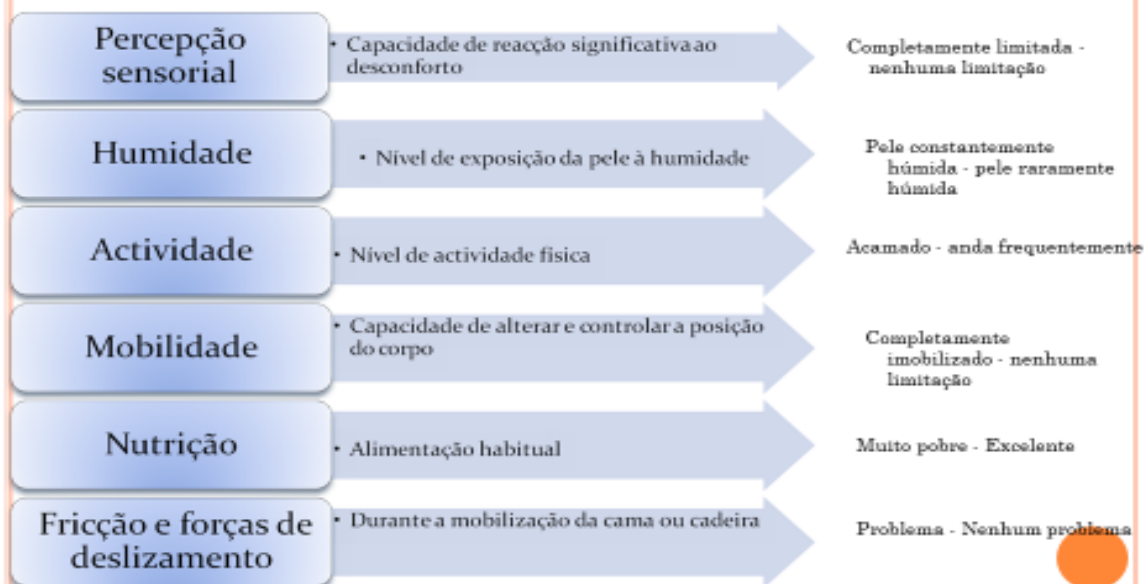 Percepção
sensorial
• Capacidade de reacção significativa ao
desconforto
Completamente limitada -
nenhuma limitação
Humidade
• Nível de exposição da pele à humidade
Pele constantemente
húmida - pele raramente
húmida
Actividade
• Nível de actividade física
Acamado - anda frequentemente
Mobilidade
• Capacidade de alterar e controlar a posição
do corpo
Completamente
imobilizado - nenhuma
limitação
Nutrição
• Alimentação habitual
Muito pobre - Excelente
Fricção e forças de
deslizamento
• Durante a mobilização da cama ou cadeira
Problema - Nenhum problema